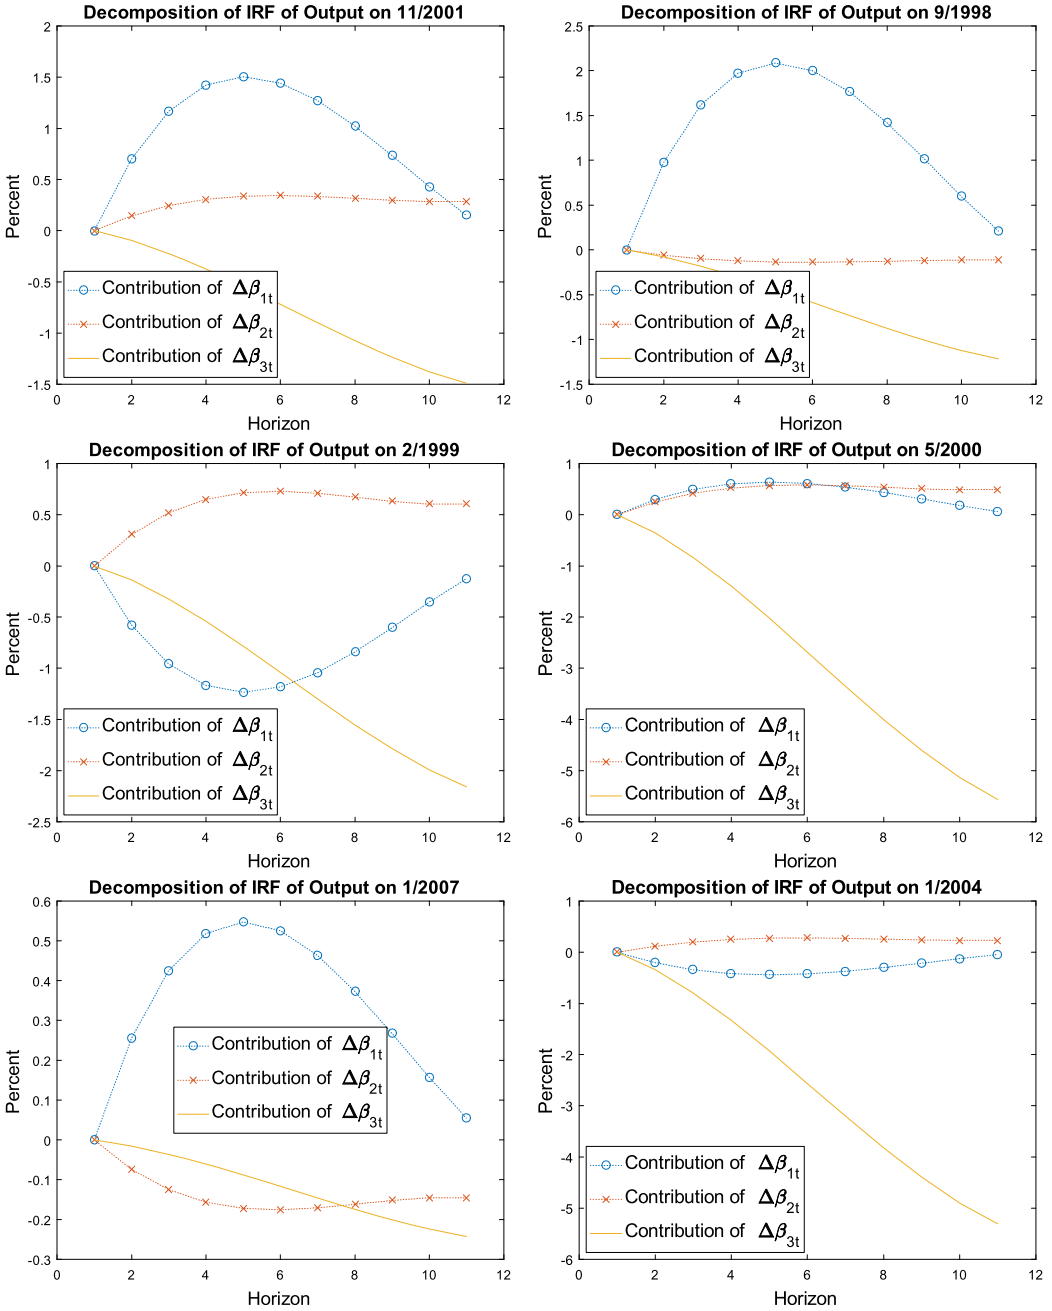 Decomposition of IRF of Output on 11/2001
2
1.5
1
0.5
0
-0.5
-1
-1.5
Percent
Contribution of Δβ1t
Contribution of Δβ2t
Contribution of Δβ3t
0 2 4 6 8 10 12
Horizon
Decomposition of IRF of Output on 9/1998
2.5
2
1.5
1
0.5
0
-0.5
-1
-1.5
Percent
Contribution of Δβ1t
Contribution of Δβ2t
Contribution of Δβ3t
0 2 4 6 8 10 12
Horizon
Decomposition of IRF of Output on 2/1999
1
0.5
0
-0.5
-1
-1.5
-2
-2.5
Percent
Contribution of Δβ1t
Contribution of Δβ2t
Contribution of Δβ3t
0 2 4 6 8 10 12
Horizon
Decomposition of IRF of Output on 5/2000
1
0
-1
-2
-3
-4
-5
-6
Percent
Contribution of Δβ1t
Contribution of Δβ2t
Contribution of Δβ3t
0 2 4 6 8 10 12
Horizon
Decomposition of IRF of Output on 1/2007
0.6
0.5
0.4
0.3
0.2
0.1
0
-0.1
-0.2
-0.3
Percent
Contribution of Δβ1t
Contribution of Δβ2t
Contribution of Δβ3t
0 2 4 6 8 10 12
Horizon
Decomposition of IRF of Output on 1/2004
1
0
-1
-2
-3
-4
-5
-6
Percent
Contribution of Δβ1t
Contribution of Δβ2t
Contribution of Δβ3t
0 2 4 6 8 10 12
Horizon